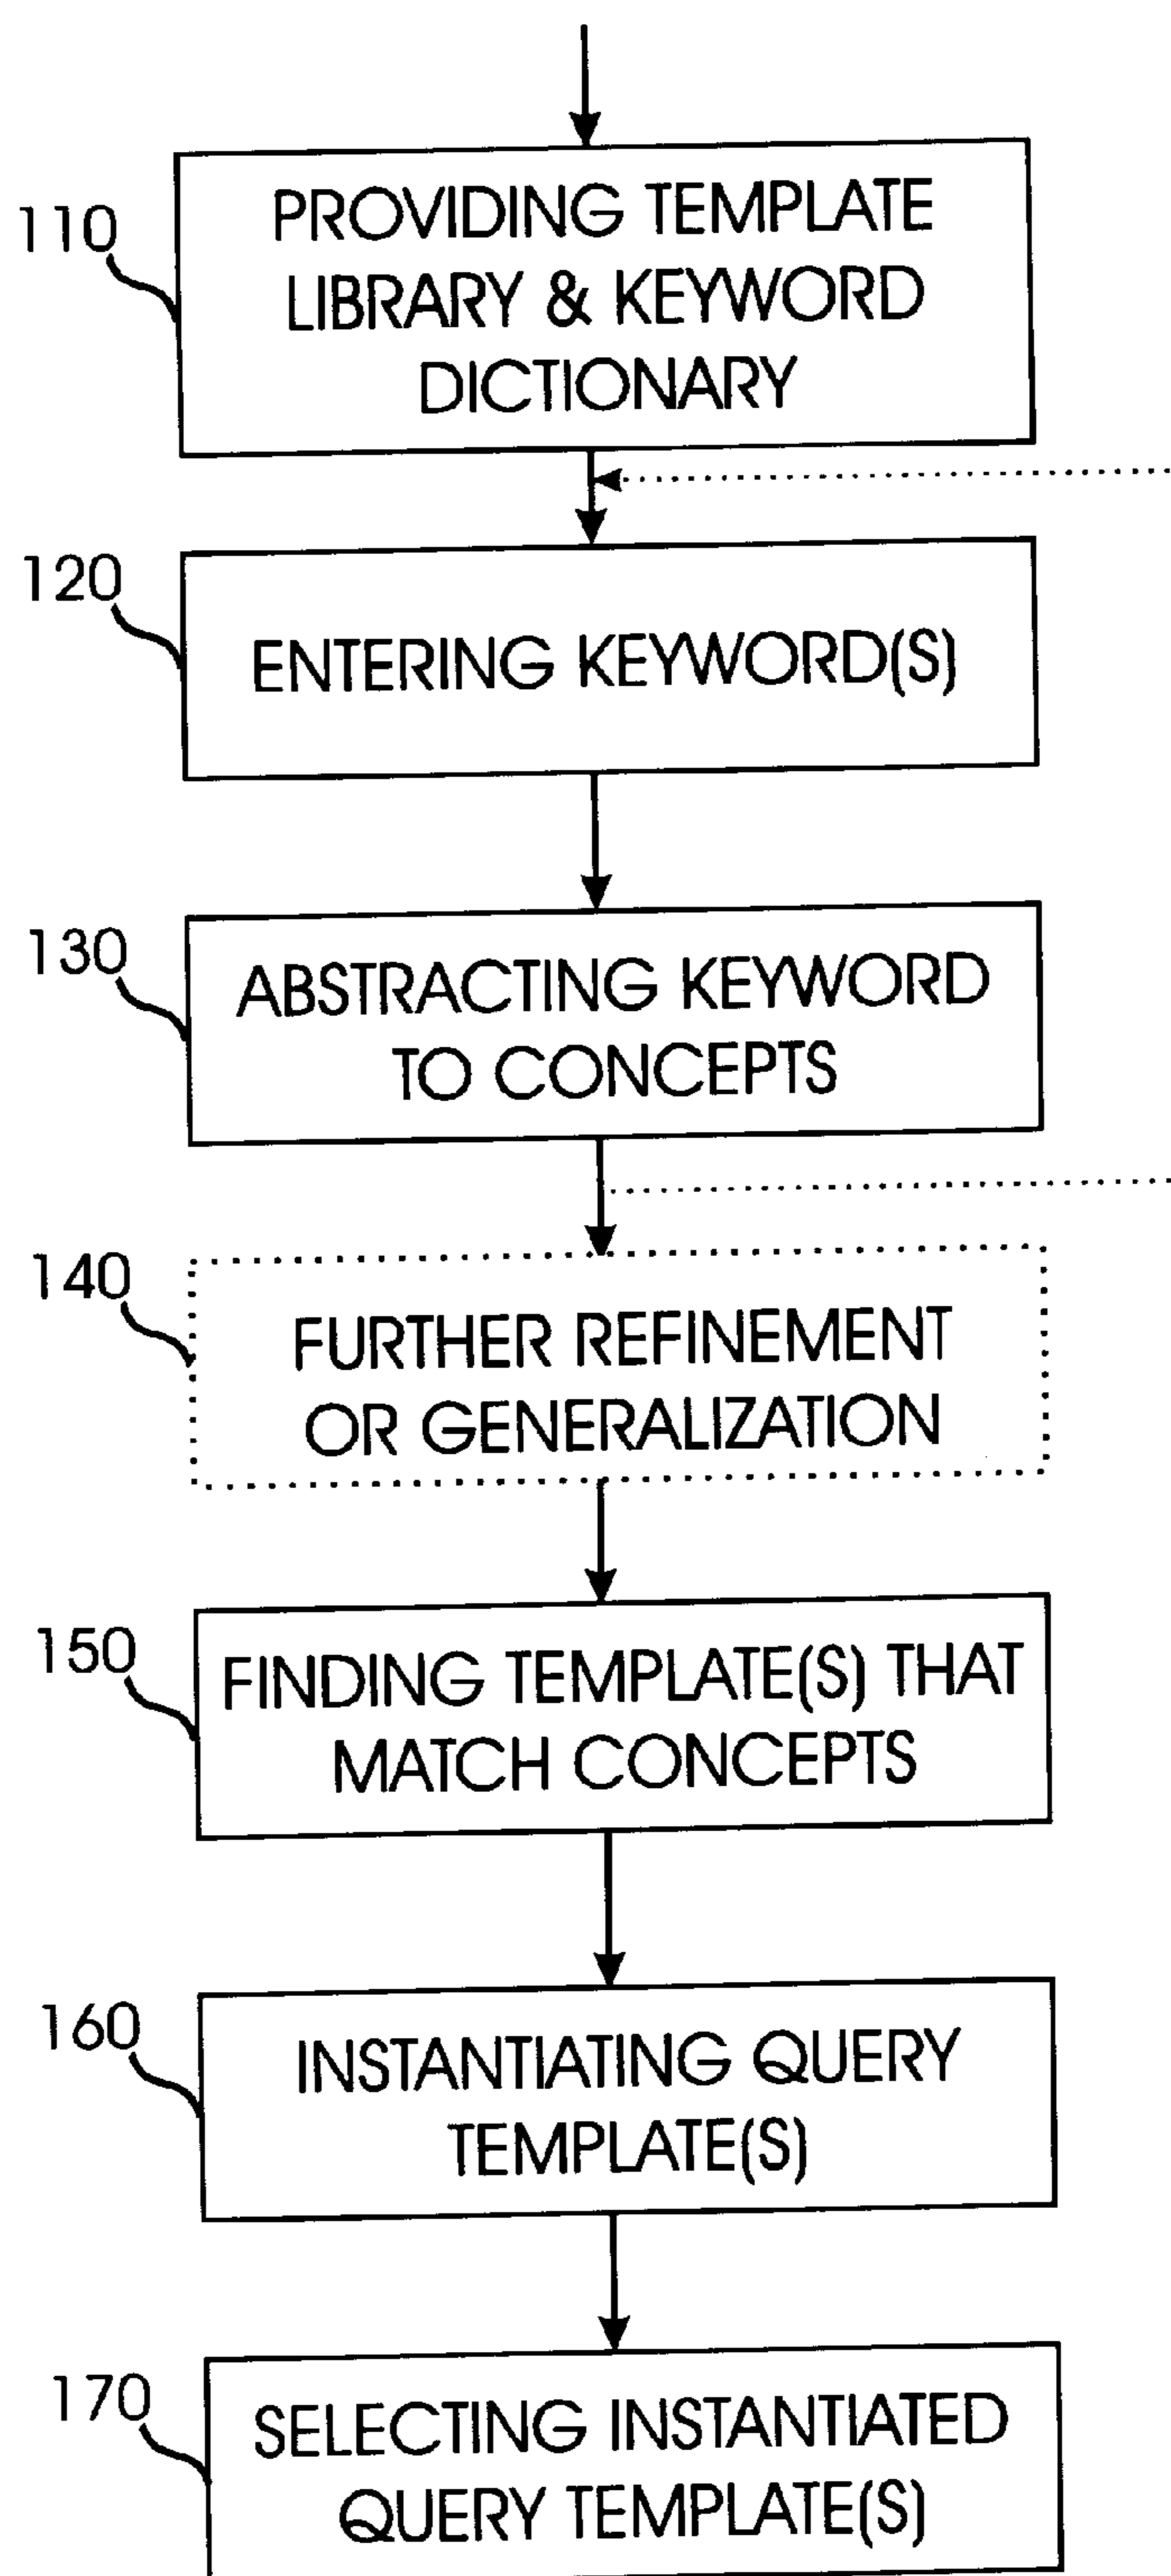 110
PROVIDING TEMPLATE
LIBRARY & KEYWORD
DICTIONARY
120
ENTERING KEYWORD(S)
130
ABSTRACTING KEYWORD
TO CONCEPTS
140
FURTHER REFINEMENT
OR GENERALIZATION
150
FINDING TEMPLATE(S) THAT
MATCH CONCEPTS
160
INSTANTIATING QUERY
TEMPLATE(S)
170
SELECTING INSTANTIATED
QUERY TEMPLATE(S)